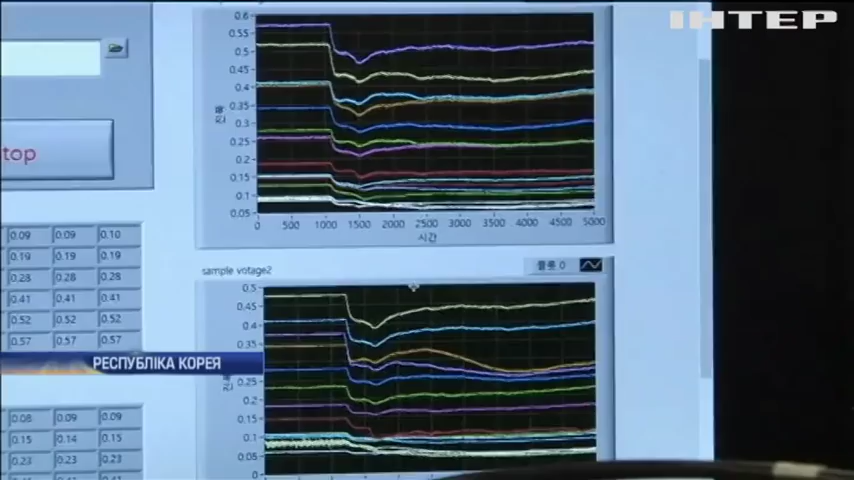 ІНТЕР
0.6
0.55
0.5
0.45
0.4
0.35
0.3
0.25
0.2
0.15
0.1
0.05
진폭
0 500 1000 1500 2000 2500 3000 3500 4000 4500 5000
시간
top
0.09 0.09 0.10
0.19 0.19 0.19
0.28 0.28 0.28
0.41 0.41 0.41
0.52 0.52 0.52
0.57 0.57 0.57
РЕСПУБЛІКА КОРЕЯ
sample votage2
플롯 0
0.5
0.45
0.4
0.35
0.25
0.2
0.15
0.1
0.05
0
진폭
0.08 0.09 0.09
0.15 0.14 0.15
0.23 0.23 0.23